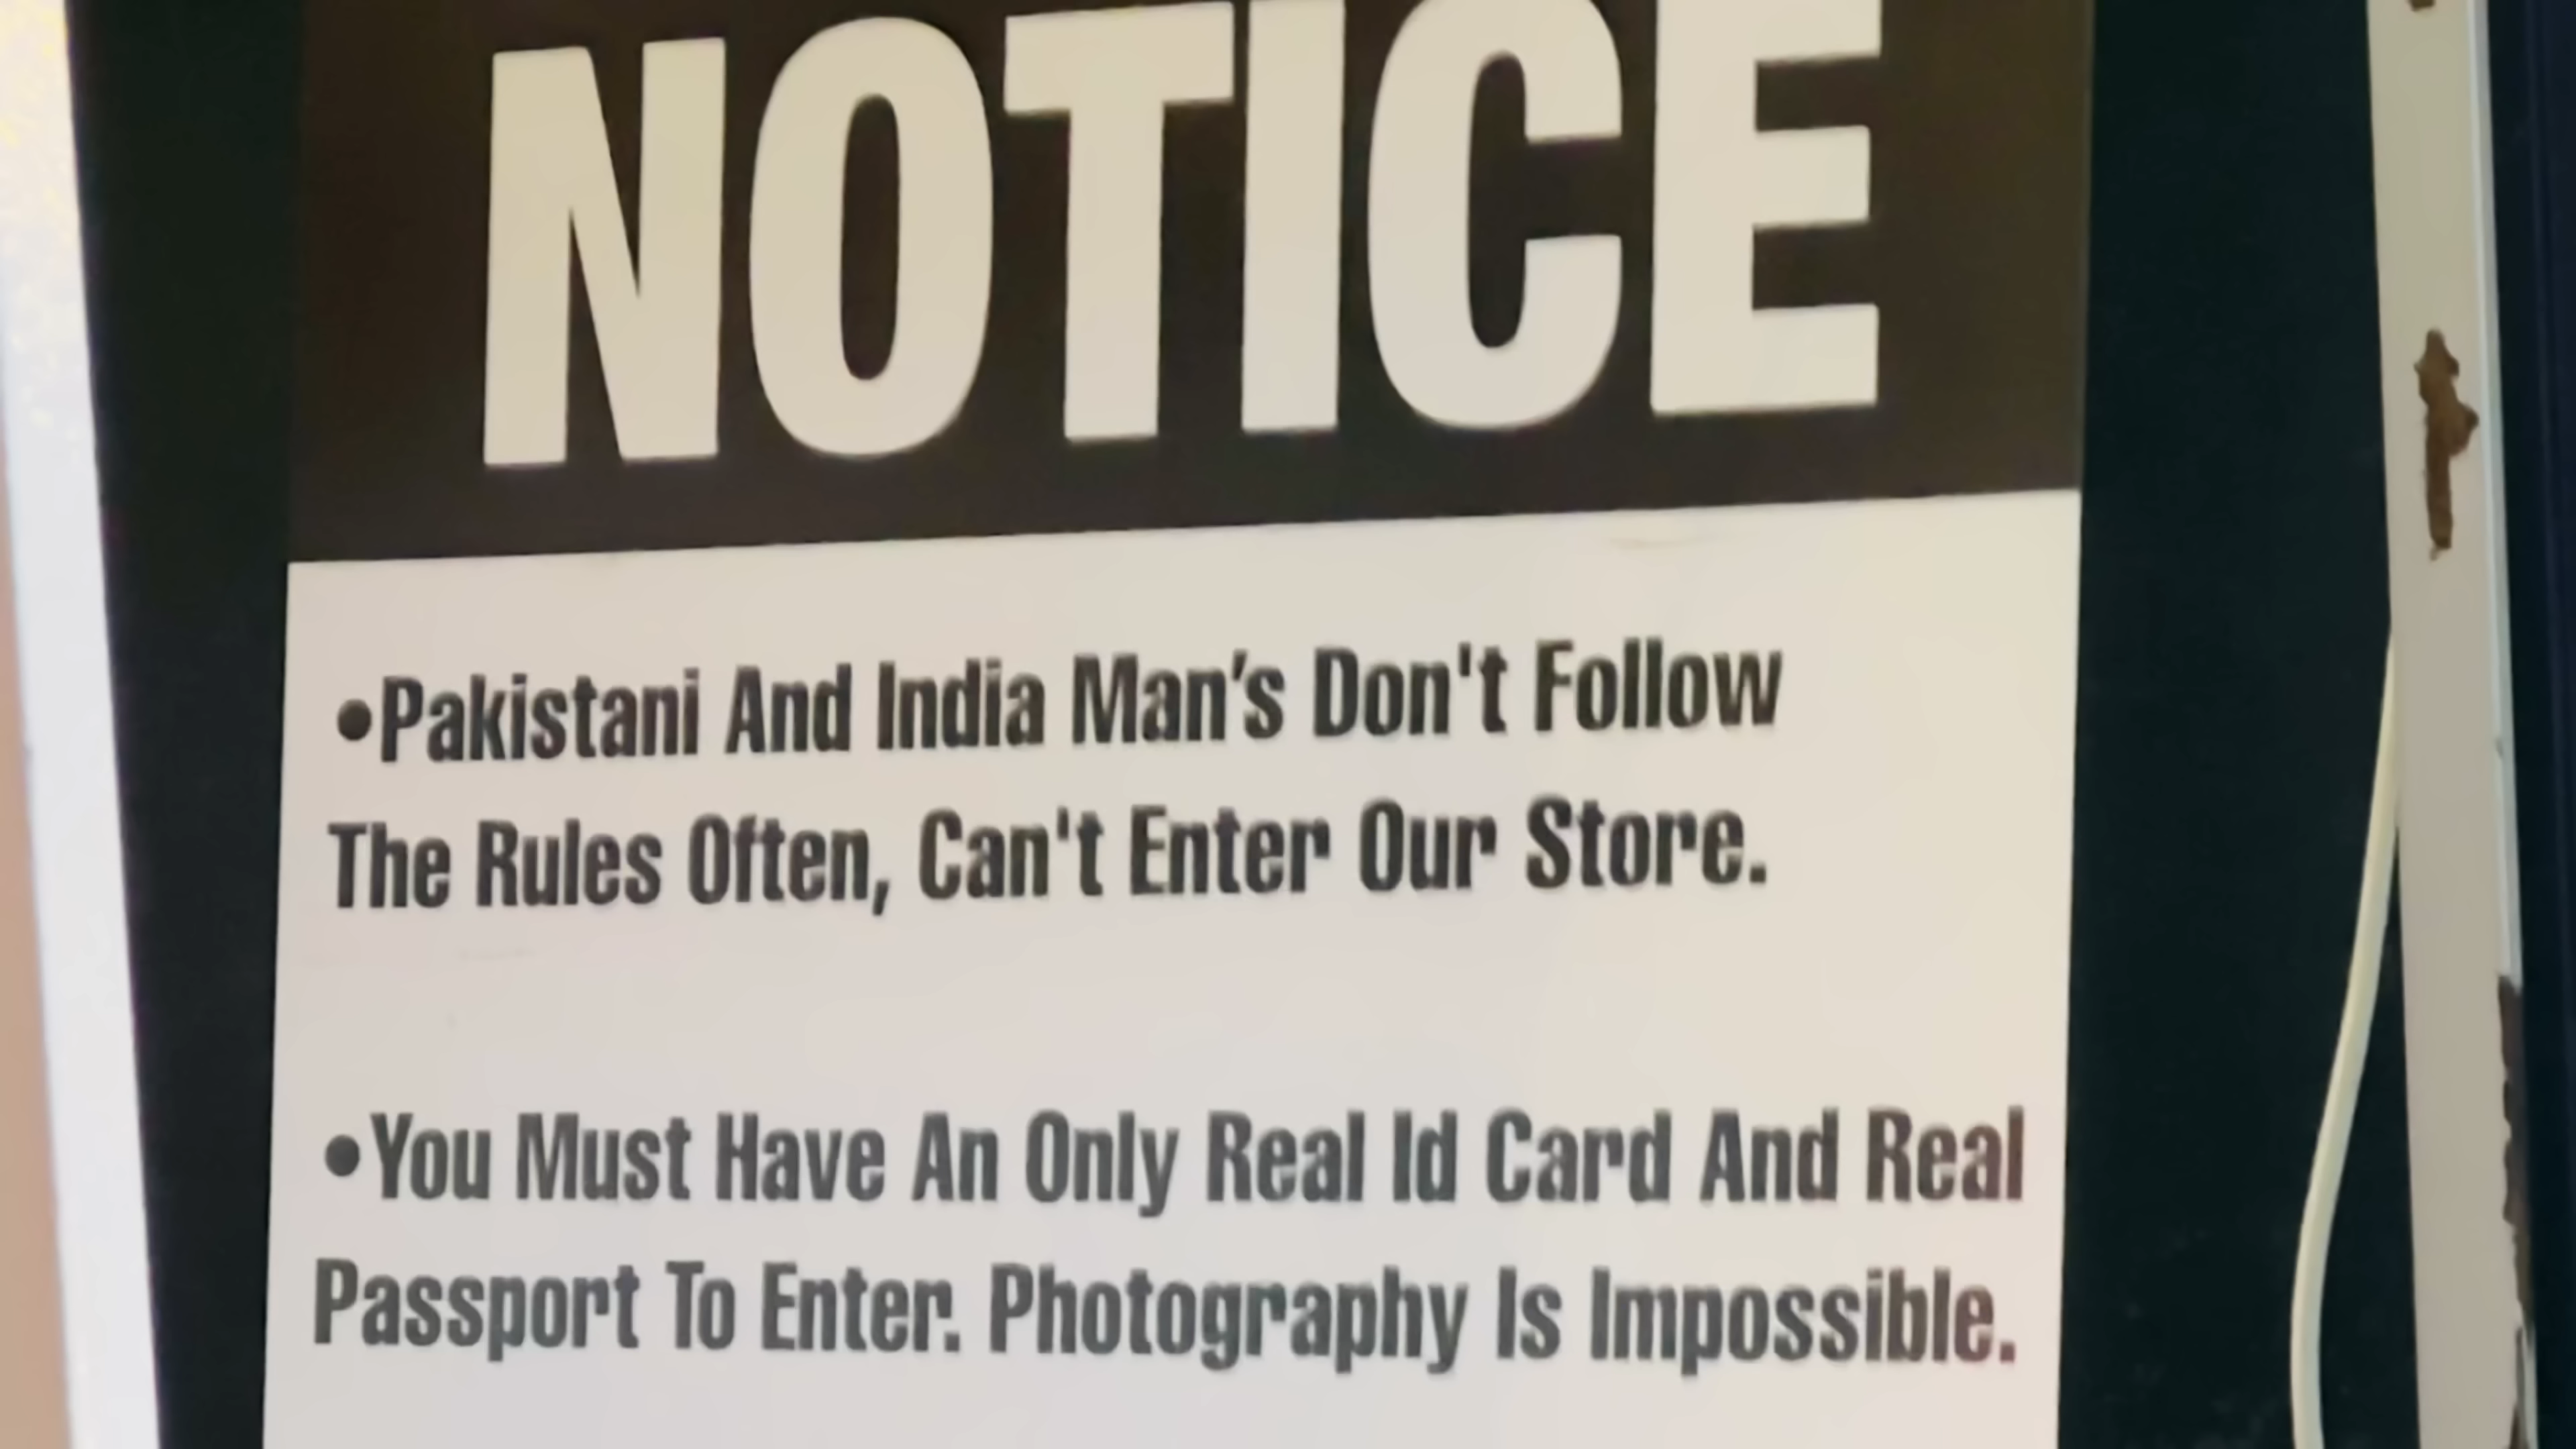 NOTICE
•Pakistani And India Man’s Don't Follow
The Rules Often, Can't Enter Our Store.
•You Must Have An Only Real Id Card And Real
Passport To Enter. Photography Is Impossible.